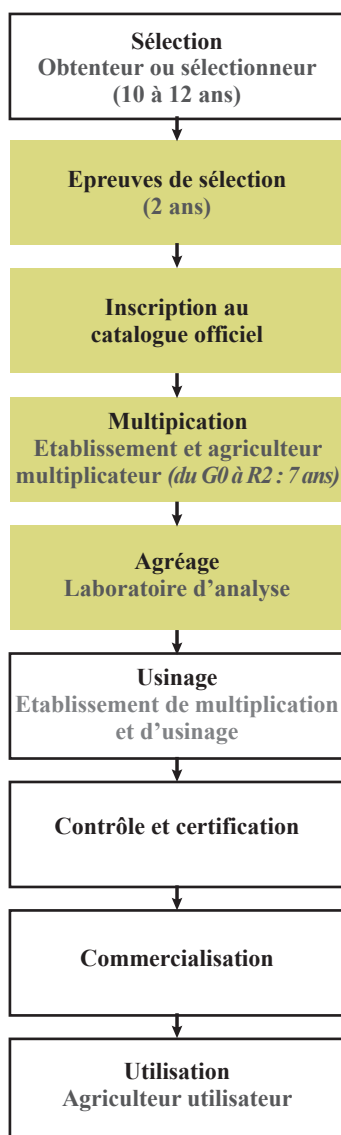 Sélection
Obtenteur ou sélectionneur
(10 à 12 ans)
Epreuves de sélection
(2 ans)
Inscription au
catalogue officiel
Multipication
Etablissement et agriculteur
multiplicateur (du G0 à R2 : 7 ans)
Agréage
Laboratoire d’analyse
Usinage
Etablissement de multiplication
et d’usinage
Contrôle et certification
Commercialisation
Utilisation
Agriculteur utilisateur